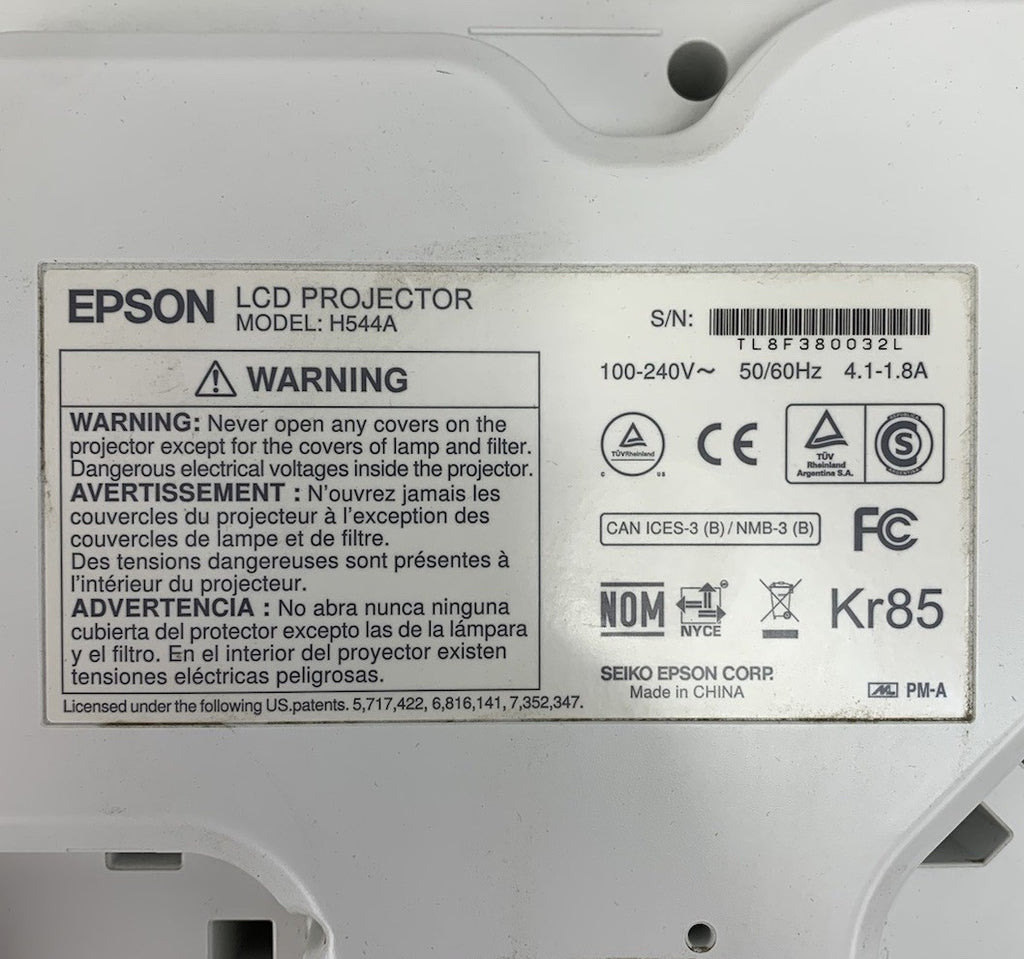 EPSON LCD PROJECTOR
MODEL: H544A
WARNING
WARNING: Never open any covers on the
projector except for the covers of lamp and filter.
Dangerous electrical voltages inside the projector.
AVERTISSEMENT : N'ouvrez jamais les
couvercles du projecteur à l'exception des
couvercles de lampe et de filtre.
Des tensions dangereuses sont présentes à
l'intérieur du projecteur.
ADVERTENCIA : No abra nunca ninguna
cubierta del protector excepto las de la lámpara
y el filtro. En el interior del proyector existen
tensiones eléctricas peligrosas.
Licensed under the following US.patents. 5,717,422, 6,816,141, 7,352,347.
S/N:
TL8F380032L
100-240V~ 50/60Hz 4.1-1.8A
TÜVRheinland
C US
CE
TÜV
Rheinland
Argentina S.A.
REPUBLICA
S
ARGENTINA
CAN ICES-3 (B) / NMB-3 (B)
FC
NOM
NYCE
Kr85
SEIKO EPSON CORP.
Made in CHINA
PM-A